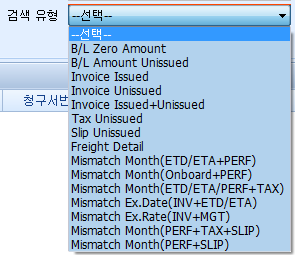 검색 유형 --선택--
--선택--
B/L Zero Amount
B/L Amount Unissued
Invoice Issued
Invoice Unissued
Invoice Issued+Unissued
Tax Unissued
Slip Unissued
Freight Detail
Mismatch Month(ETD/ETA+PERF)
Mismatch Month(Onboard+PERF)
Mismatch Month(ETD/ETA/PERF+TAX)
Mismatch Ex.Date(INV+ETD/ETA)
Mismatch Ex.Rate(INV+MGT)
Mismatch Month(PERF+TAX+SLIP)
Mismatch Month(PERF+SLIP)
청구서번